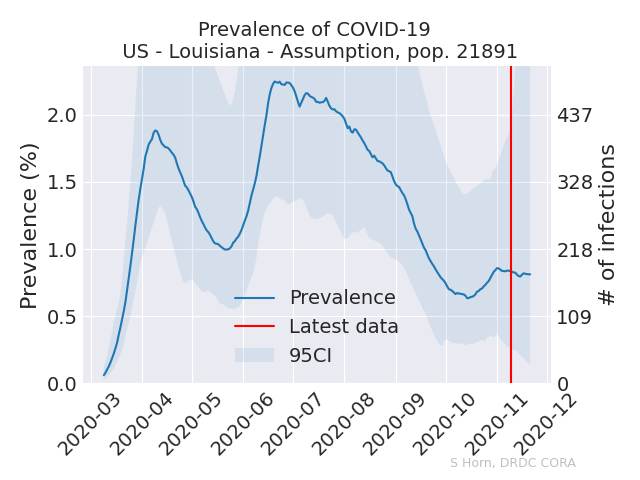 Prevalence of COVID-19
US - Louisiana - Assumption, pop. 21891
Prevalence (%)
2.0
1.5
1.0
0.5
0.0
437
328
218
109
0
# of infections
Prevalence
Latest data
95CI
2020-03
2020-04
2020-05
2020-06
2020-07
2020-08
2020-09
2020-10
2020-11
2020-12
S Horn, DRDC CORA